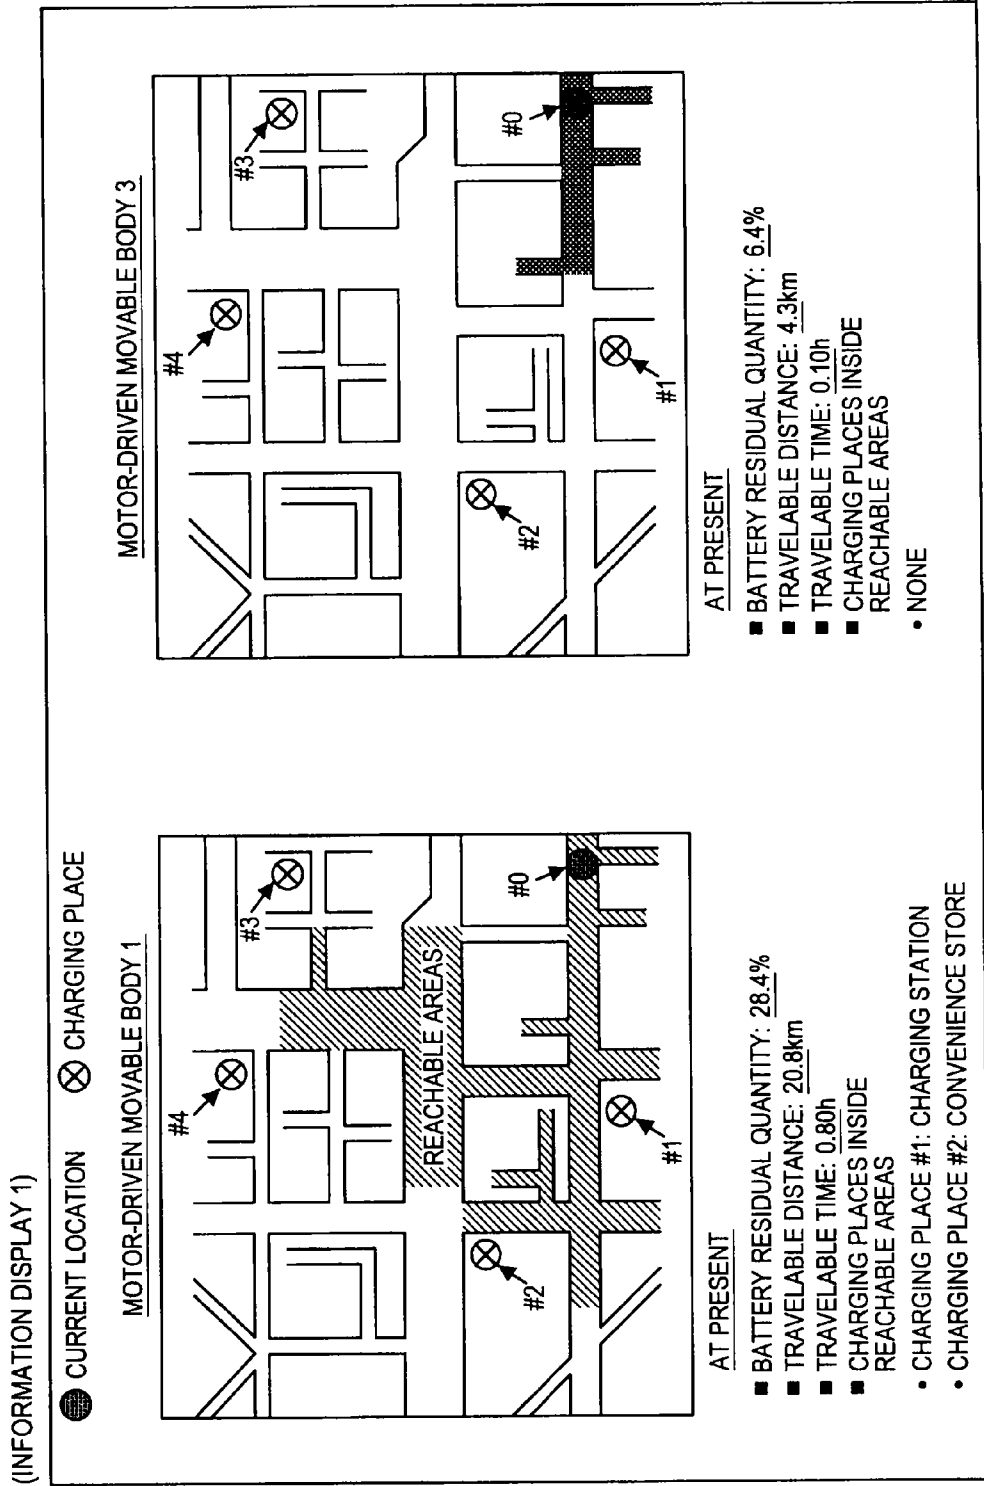 (INFORMATION DISPLAY 1)
CURRENT LOCATION
CHARGING PLACE
MOTOR-DRIVEN MOVABLE BODY 1
#4
#3
REACHABLE AREAS
#2
#1
#0
AT PRESENT
■ BATTERY RESIDUAL QUANTITY: 28.4%
■ TRAVELABLE DISTANCE: 20.8km
■ TRAVELABLE TIME: 0.80h
■ CHARGING PLACES INSIDE
REACHABLE AREAS
• CHARGING PLACE #1: CHARGING STATION
• CHARGING PLACE #2: CONVENIENCE STORE
MOTOR-DRIVEN MOVABLE BODY 3
#4
#3
#2
#1
#0
AT PRESENT
■ BATTERY RESIDUAL QUANTITY: 6.4%
■ TRAVELABLE DISTANCE: 4.3km
■ TRAVELABLE TIME: 0.10h
■ CHARGING PLACES INSIDE
REACHABLE AREAS
• NONE